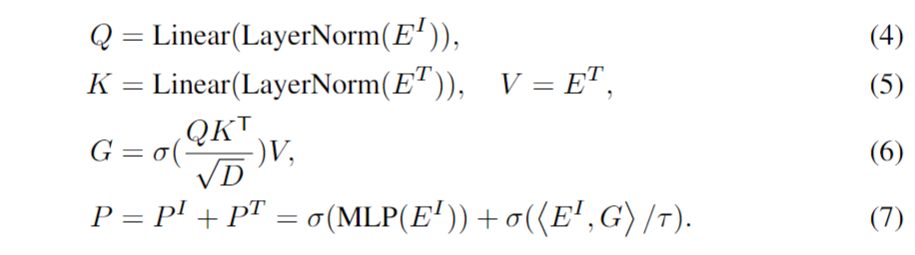 Q = Linear(LayerNorm(E^I)), (4)
K = Linear(LayerNorm(E^T)), V = E^T, (5)
G = σ(QK^⊤/√D)V, (6)
P = P^I + P^T = σ(MLP(E^I)) + σ(⟨E^I, G⟩/τ). (7)